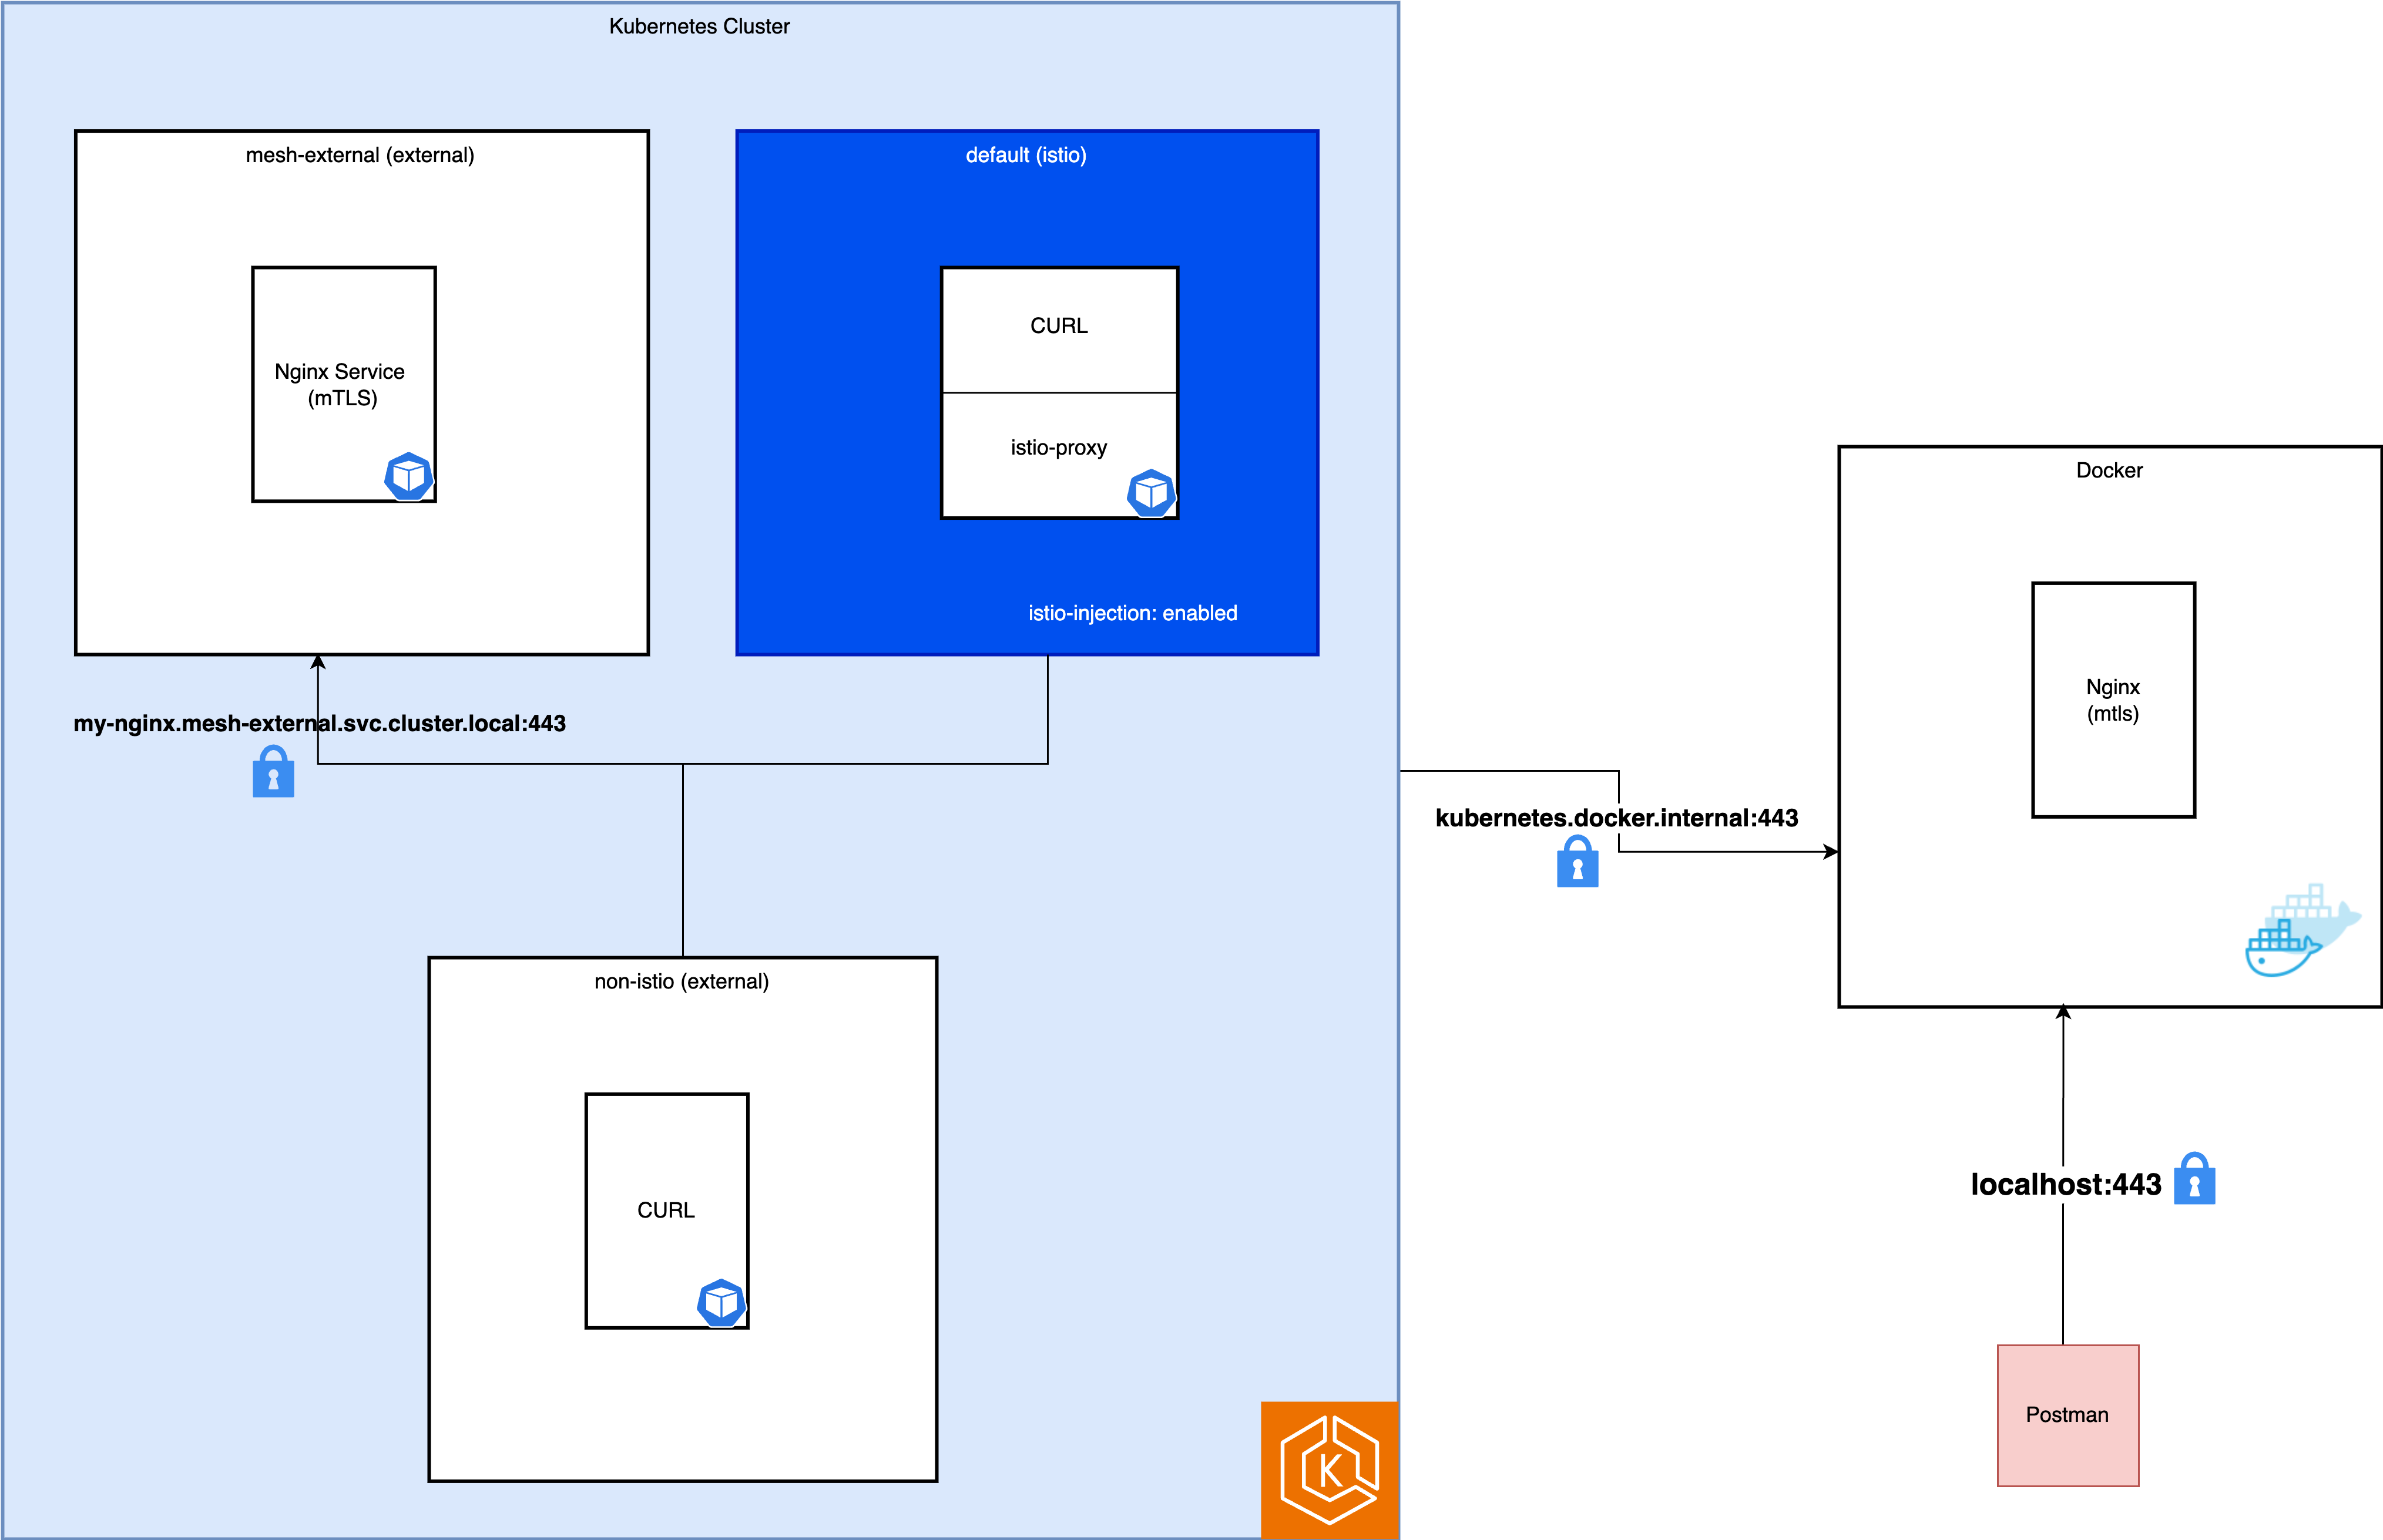 Kubernetes Cluster
mesh-external (external)
Nginx Service
(mTLS)
default (istio)
CURL
istio-proxy
istio-injection: enabled
my-nginx.mesh-external.svc.cluster.local:443
non-istio (external)
CURL
K
kubernetes.docker.internal:443
Docker
Nginx
(mtls)
localhost:443
Postman